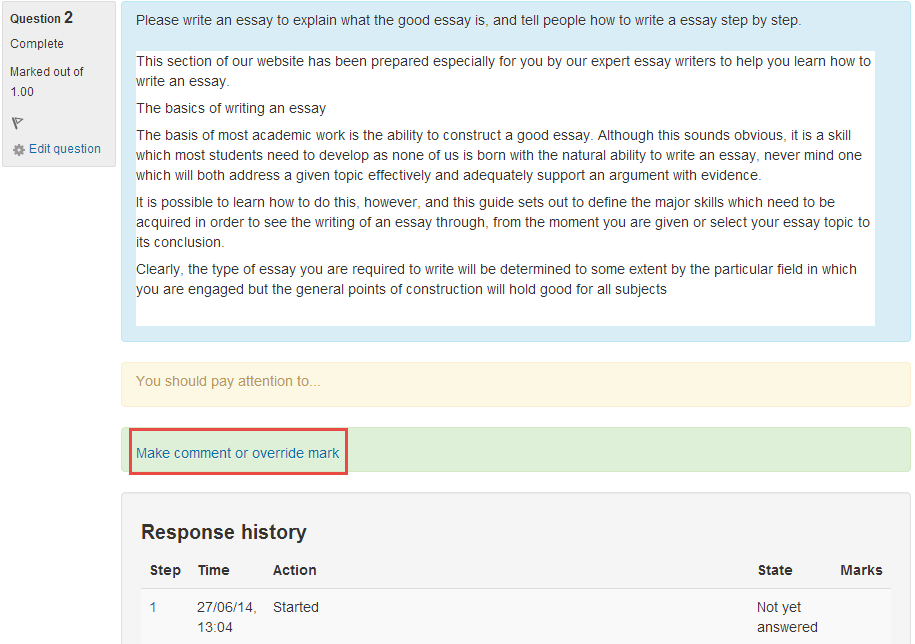 Question 2
Complete
Marked out of
1.00
Edit question
Please write an essay to explain what the good essay is, and tell people how to write a essay step by step.
This section of our website has been prepared especially for you by our expert essay writers to help you learn how to
write an essay.
The basics of writing an essay
The basis of most academic work is the ability to construct a good essay. Although this sounds obvious, it is a skill
which most students need to develop as none of us is born with the natural ability to write an essay, never mind one
which will both address a given topic effectively and adequately support an argument with evidence.
It is possible to learn how to do this, however, and this guide sets out to define the major skills which need to be
acquired in order to see the writing of an essay through, from the moment you are given or select your essay topic to
its conclusion.
Clearly, the type of essay you are required to write will be determined to some extent by the particular field in which
you are engaged but the general points of construction will hold good for all subjects
You should pay attention to...
Make comment or override mark
Response history
Step Time Action State Marks
1 27/06/14, Started Not yet
13:04 answered